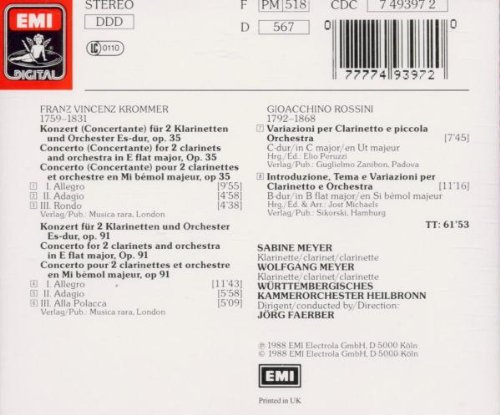 EMI
DIGITAL
STEREO
DDD
LC 0110
F PM 518
D 567
CDC 7 49397 2
0 77774 93972 0
FRANZ VINCENZ KROMMER
1759–1831
Konzert (Concertante) für 2 Klarinetten
und Orchester Es-dur, op. 35
Concerto (Concertante) for 2 clarinets
and orchestra in E flat major, Op. 35
Concerto (Concertante) pour 2 clarinettes
et orchestre en Mi bémol majeur, op 35
1 I. Allegro [9'55]
2 II. Adagio [4'58]
3 III. Rondo [4'38]
Verlag/Pub: Musica rara, London
Konzert für 2 Klarinetten und Orchester
Es-dur, op. 91
Concerto for 2 clarinets and orchestra
in E flat major, Op. 91
Concerto pour 2 clarinettes et orchestre
en Mi bémol majeur, op. 91
4 I. Allegro [11'43]
5 II. Adagio [5'58]
6 III. Alla Polacca [5'09]
Verlag/Pub.: Musica rara, London
GIOACCHINO ROSSINI
1792–1868
7 Variazioni per Clarinetto e piccola
Orchestra [7'45]
C-dur/in C major/en Ut majeur
Hrg./Ed.: Elio Peruzzi
Verlag/Pub: Guglielmo Zanibon, Padova
8 Introduzione, Tema e Variazioni per
Clarinetto e Orchestra [11'16]
B-dur/in B flat major/en Si bémol majeur
Hrg./Ed. & Arr.: Jost Michaels
Verlag/Pub.: Sikorski, Hamburg
TT: 61'53
SABINE MEYER
Klarinette/clarinet/clarinette
WOLFGANG MEYER
Klarinette/clarinet/clarinette
WÜRTTEMBERGISCHES
KAMMERORCHESTER HEILBRONN
Dirigent/conducted by/Direction:
JÖRG FAERBER
℗ 1988 EMI Electrola GmbH, D 5000 Köln
© 1988 EMI Electrola GmbH, D 5000 Köln
EMI
Printed in UK